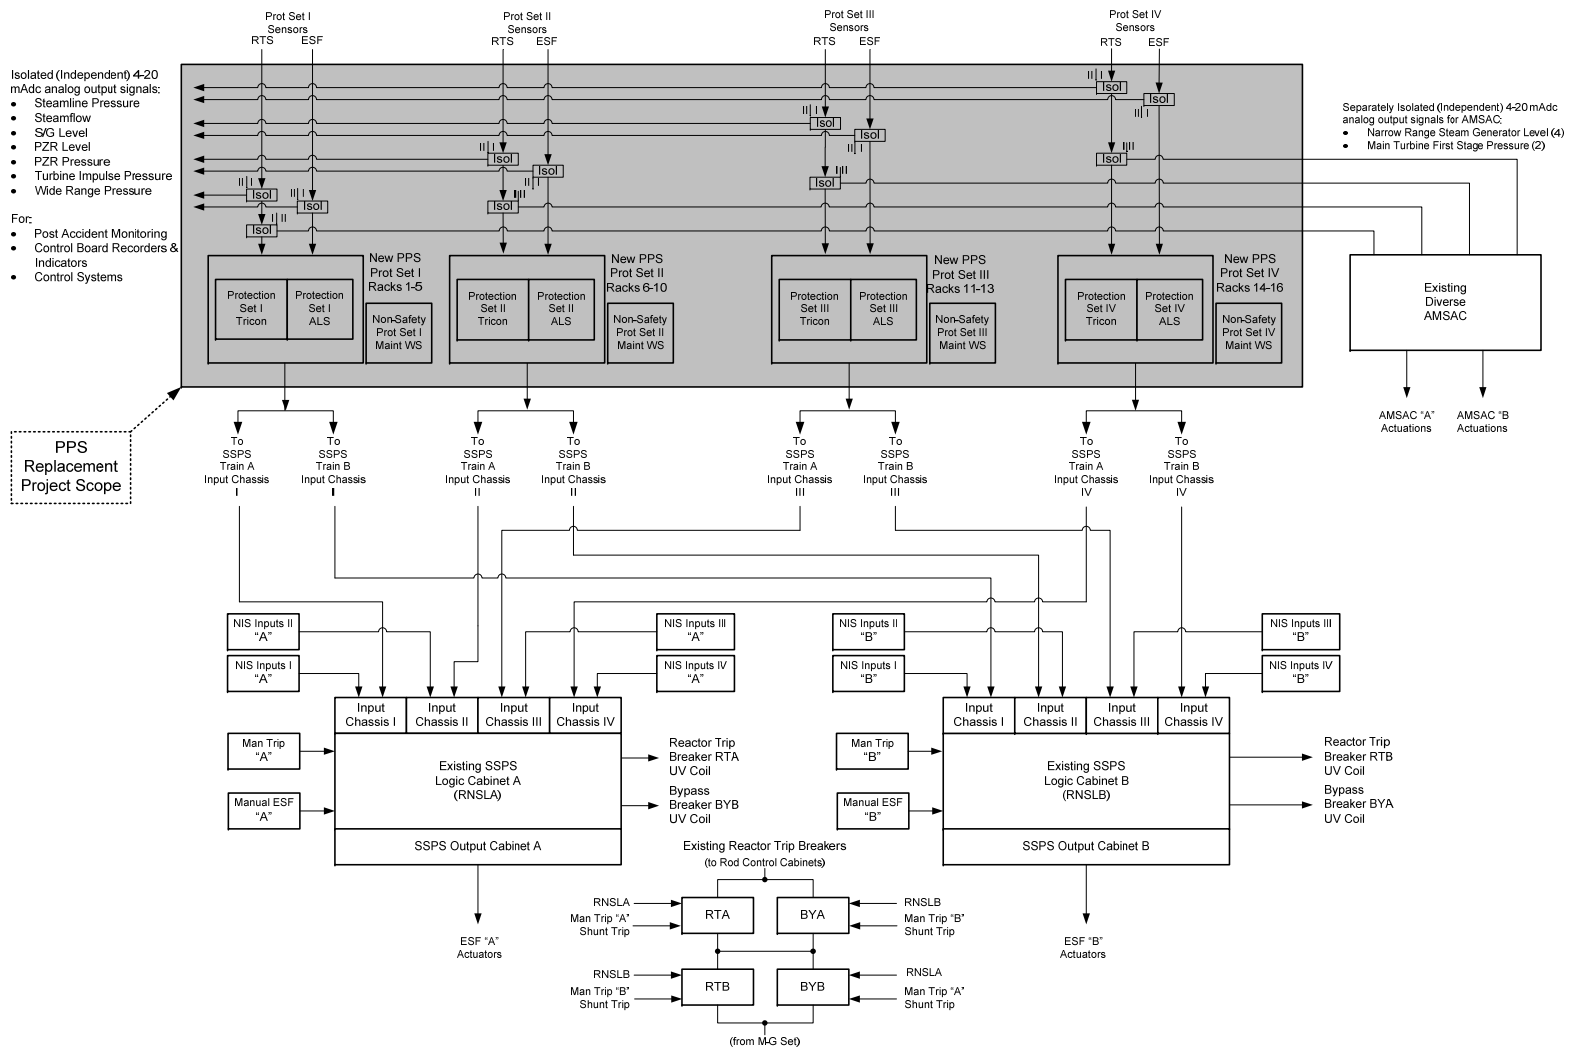 Prot Set I
Sensors
RTS ESF
Prot Set II
Sensors
RTS ESF
Prot Set III
Sensors
RTS ESF
Prot Set IV
Sensors
RTS ESF
Isolated (Independent) 4-20
mAdc analog output signals:
• Steamline Pressure
• Steamflow
• S/G Level
• PZR Level
• PZR Pressure
• Turbine Impulse Pressure
• Wide Range Pressure
For:
• Post Accident Monitoring
• Control Board Recorders &
Indicators
• Control Systems
Separately Isolated (Independent) 4-20 mAdc
analog output signals for AMSAC:
• Narrow Range Steam Generator Level (4)
• Main Turbine First Stage Pressure (2)
II I
Isol
Isol
II I
II I
Isol
Isol
II I
II I
Isol
I II
Isol
Isol
II I
I II
Isol
II I
Isol
II I
Isol
I II
Isol
I II
Isol
New PPS
Prot Set I
Racks 1-5
Protection
Set I
Tricon
Protection
Set I
ALS
Non-Safety
Prot Set I
Maint WS
New PPS
Prot Set II
Racks 6-10
Protection
Set II
Tricon
Protection
Set II
ALS
Non-Safety
Prot Set II
Maint WS
New PPS
Prot Set III
Racks 11-13
Protection
Set III
Tricon
Protection
Set III
ALS
Non-Safety
Prot Set III
Maint WS
New PPS
Prot Set IV
Racks 14-16
Protection
Set IV
Tricon
Protection
Set IV
ALS
Non-Safety
Prot Set IV
Maint WS
Existing
Diverse
AMSAC
AMSAC "A"
Actuations
AMSAC "B
Actuations
PPS
Replacement
Project Scope
To
SSPS
Train A
Input Chassis
I
To
SSPS
Train B
Input Chassis
I
To
SSPS
Train A
Input Chassis
II
To
SSPS
Train B
Input Chassis
II
To
SSPS
Train A
Input Chassis
III
To
SSPS
Train B
Input Chassis
III
To
SSPS
Train A
Input Chassis
IV
To
SSPS
Train B
Input Chassis
IV
NIS Inputs II
"A"
NIS Inputs I
"A"
NIS Inputs III
"A"
NIS Inputs IV
"A"
NIS Inputs II
"B"
NIS Inputs I
"B"
NIS Inputs III
"B"
NIS Inputs IV
"B"
Input
Chassis I
Input
Chassis II
Input
Chassis III
Input
Chassis IV
Input
Chassis I
Input
Chassis II
Input
Chassis III
Input
Chassis IV
Man Trip
"A"
Manual ESF
"A"
Existing SSPS
Logic Cabinet A
(RNSLA)
SSPS Output Cabinet A
Reactor Trip
Breaker RTA
UV Coil
Bypass
Breaker BYB
UV Coil
Man Trip
"B"
Manual ESF
"B"
Existing SSPS
Logic Cabinet B
(RNSLB)
SSPS Output Cabinet B
Reactor Trip
Breaker RTB
UV Coil
Bypass
Breaker BYA
UV Coil
ESF "A"
Actuators
ESF "B"
Actuators
Existing Reactor Trip Breakers
(to Rod Control Cabinets)
RNSLA
Man Trip "A"
Shunt Trip
RTA
BYA
RNSLB
Man Trip "B"
Shunt Trip
RNSLB
Man Trip "B"
Shunt Trip
RTB
BYB
RNSLA
Man Trip "A"
Shunt Trip
(from M-G Set)